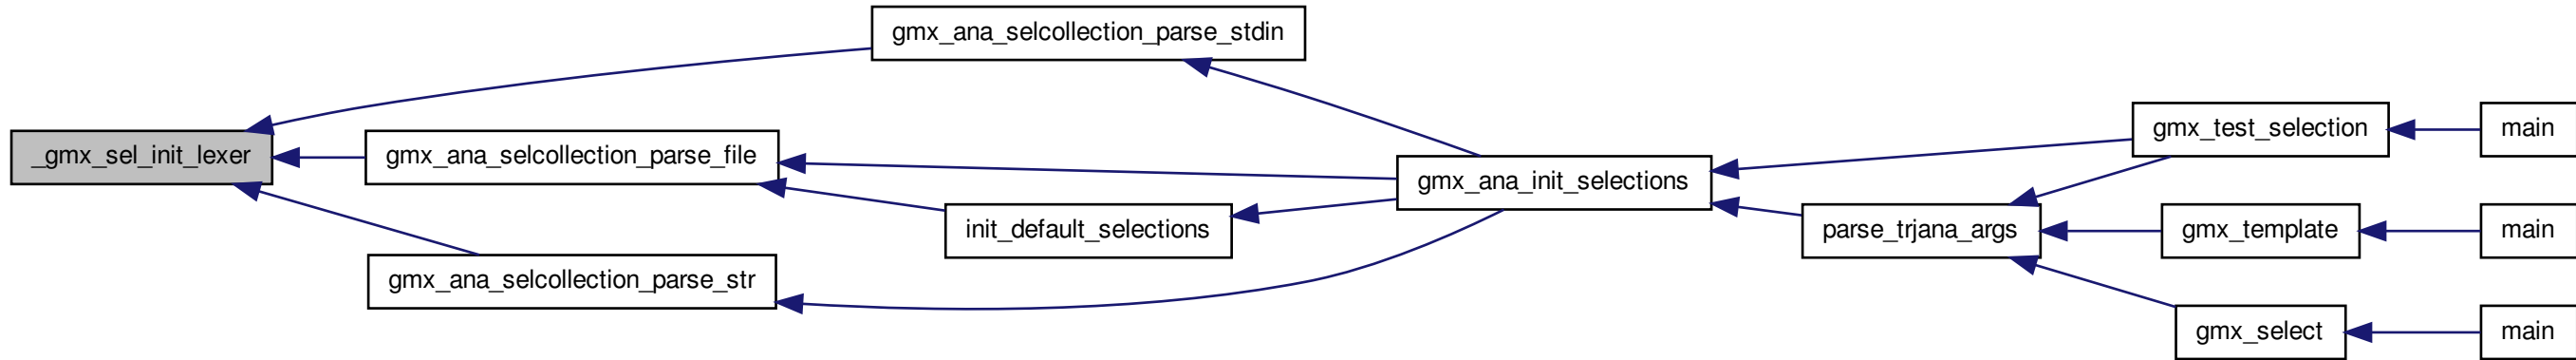 _gmx_sel_init_lexer
gmx_ana_selcollection_parse_stdin
gmx_ana_selcollection_parse_file
gmx_ana_selcollection_parse_str
init_default_selections
gmx_ana_init_selections
parse_trjana_args
gmx_test_selection
main
gmx_template
main
gmx_select
main